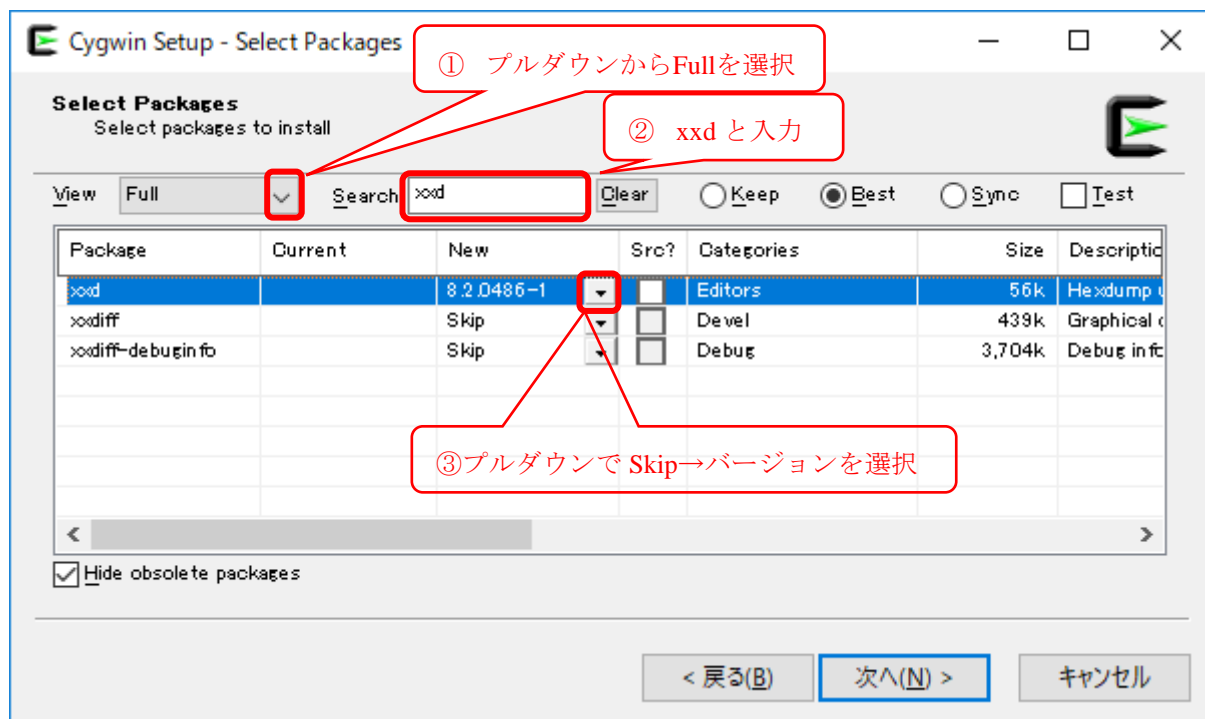 Cygwin Setup - Select Packages
① プルダウンからFullを選択
Select Packages
Select packages to install
② xxd と入力
View Full Search xxd Clear Keep Best Sync Test
Package Current New Src? Categories Size Descriptio
xxd 8.2.0486-1 Editors 56k Hexdump u
xxdiff Skip Devel 439k Graphical
xxdiff-debuginfo Skip Debug 3,704k Debug info
③プルダウンで Skip→バージョンを選択
Hide obsolete packages
< 戻る(B) 次へ(N) > キャンセル